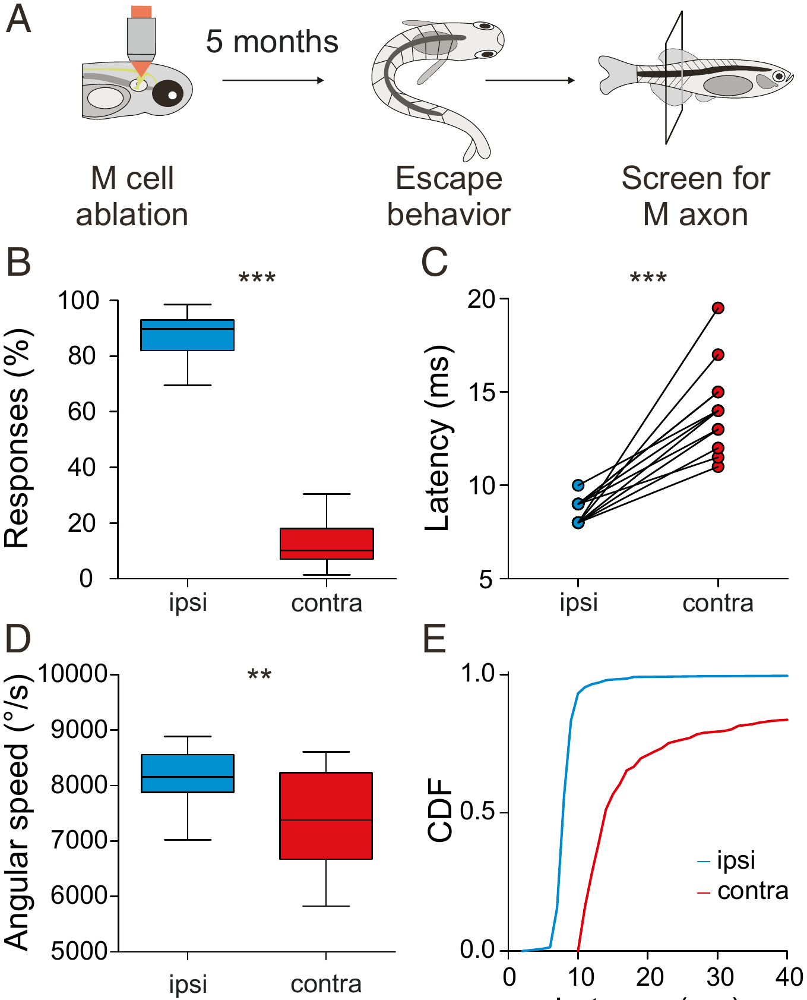 A
5 months
M cell
ablation
Escape
behavior
Screen for
M axon
B
***
Responses (%)
100
80
60
40
20
0
ipsi
contra
C
***
Latency (ms)
20
15
10
5
ipsi
contra
D
**
Angular speed (°/s)
10000
9000
8000
7000
6000
5000
ipsi
contra
E
CDF
1.0
0.5
0.0
ipsi
contra
0 10 20 30 40